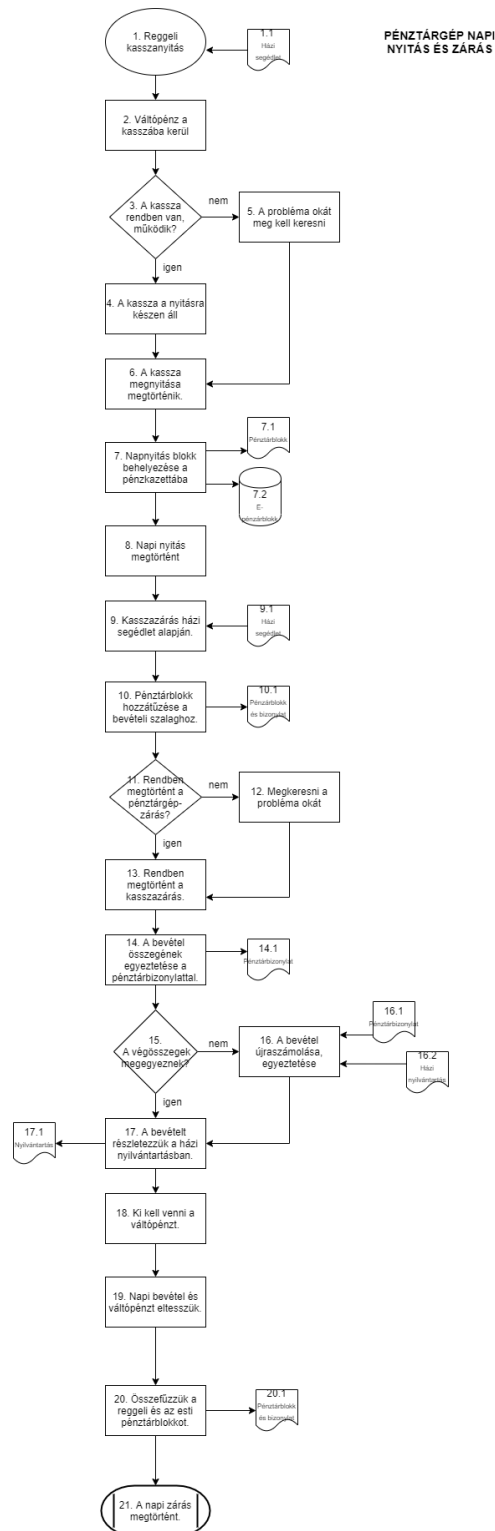 PÉNZTÁRGÉP NAPI
NYITÁS ÉS ZÁRÁS
1. Reggeli
kasszanyitás
1.1
Házi
segédlet
2. Váltópénz a
kasszába kerül
3. A kassza
rendben van,
működik?
nem
5. A probléma okát
meg kell keresni
igen
4. A kassza a nyitásra
készen áll
6. A kassza
megnyitása
megtörténik.
7. Napnyitás blokk
behelyezése a
pénzkazettába
7.1
Pénztárblokk
7.2
E-
pénzárblokk
8. Napi nyitás
megtörtént
9. Kasszazárás házi
segédlet alapján.
9.1
Házi
segédlet
10. Pénztárblokk
hozzátűzése a
bevételi szalaghoz.
10.1
Pénzárblokk
és bizonylat
11. Rendben
megtörtént a
pénztárgép-
zárás?
nem
12. Megkeresni a
probléma okát
igen
13. Rendben
megtörtént a
kasszazárás.
14. A bevétel
összegének
egyeztetése a
pénztárbizonylattal.
14.1
Pénztárbizonylat
15.
A végösszegek
megegyeznek?
nem
16. A bevétel
újraszámolása,
egyeztetése
16.1
Pénztárbizonylat
16.2
Házi
nyilvántartás
igen
17. A bevételt
részletezzük a házi
nyilvántartásban.
17.1
Nyilvántartás
18. Ki kell venni a
váltópénzt.
19. Napi bevétel és
váltópénzt eltesszük.
20. Összefűzzük a
reggeli és az esti
pénztárblokkot.
20.1
Pénztárblokk
és bizonylat
21. A napi zárás
megtörtént.